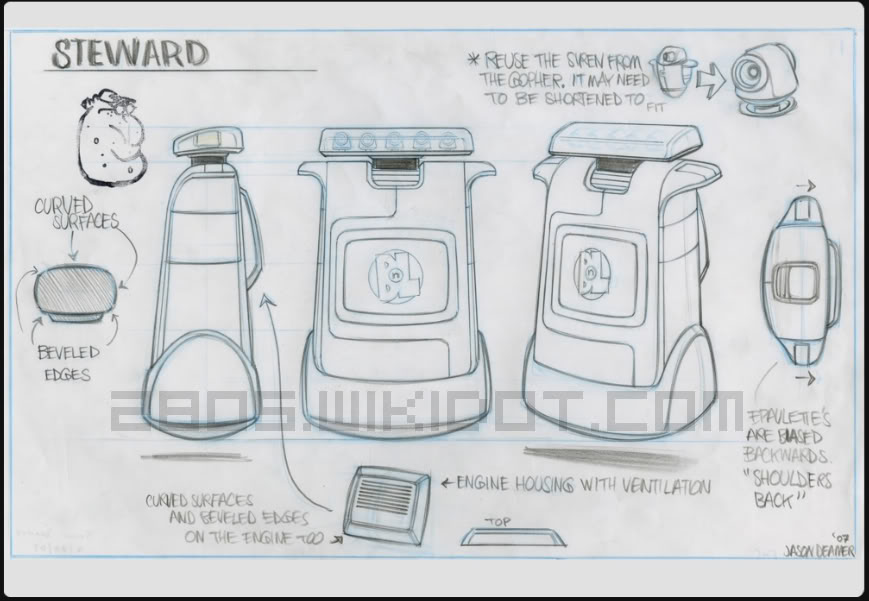 STEWARD
* REUSE THE SIREN FROM
THE GOPHER. IT MAY NEED
TO BE SHORTENED TO FIT
CURVED
SURFACES
BEVELED
EDGES
BnL
BnL
2805.WIKIDOT.COM
EPAULETTE'S
ARE BIASED
BACKWARDS.
"SHOULDERS
BACK"
← ENGINE HOUSING WITH VENTILATION
CURVED SURFACES
AND BEVELED EDGES
ON THE ENGINE TOO
TOP
'07
JASON DEAMER